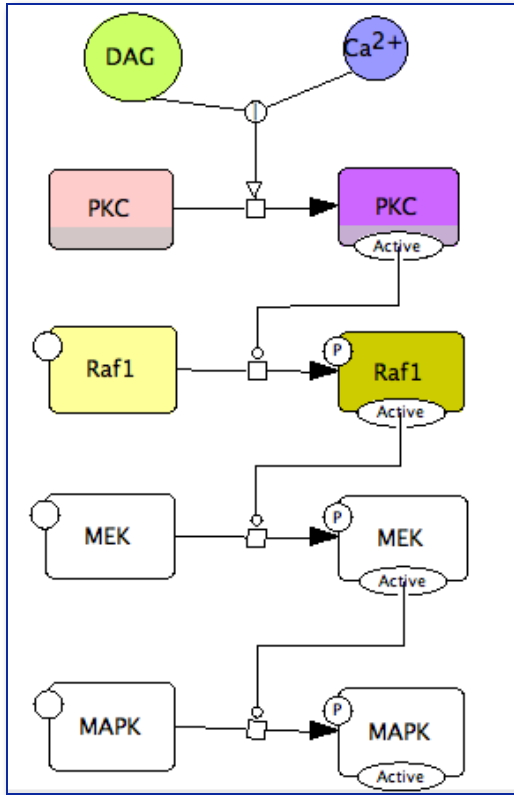 DAG
Ca2+
PKC
PKC
Active
Raf1
P
Raf1
Active
MEK
P
MEK
Active
MAPK
P
MAPK
Active